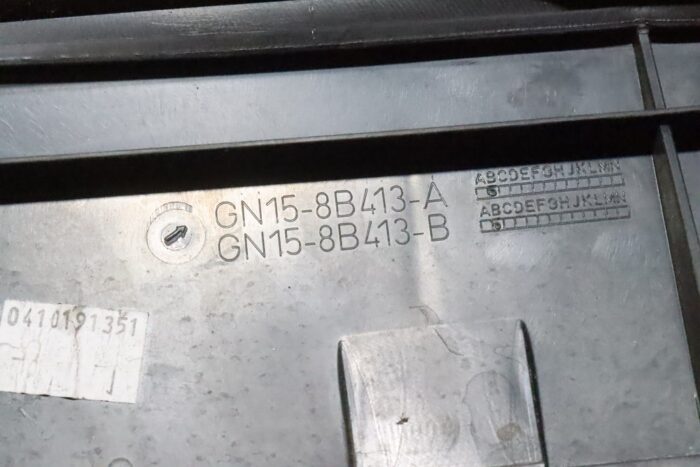 ABCDEFGHJKLMN
GN15-8B413-A
ABCDEFGHJKLMN
GN15-8B413-B
0410191351